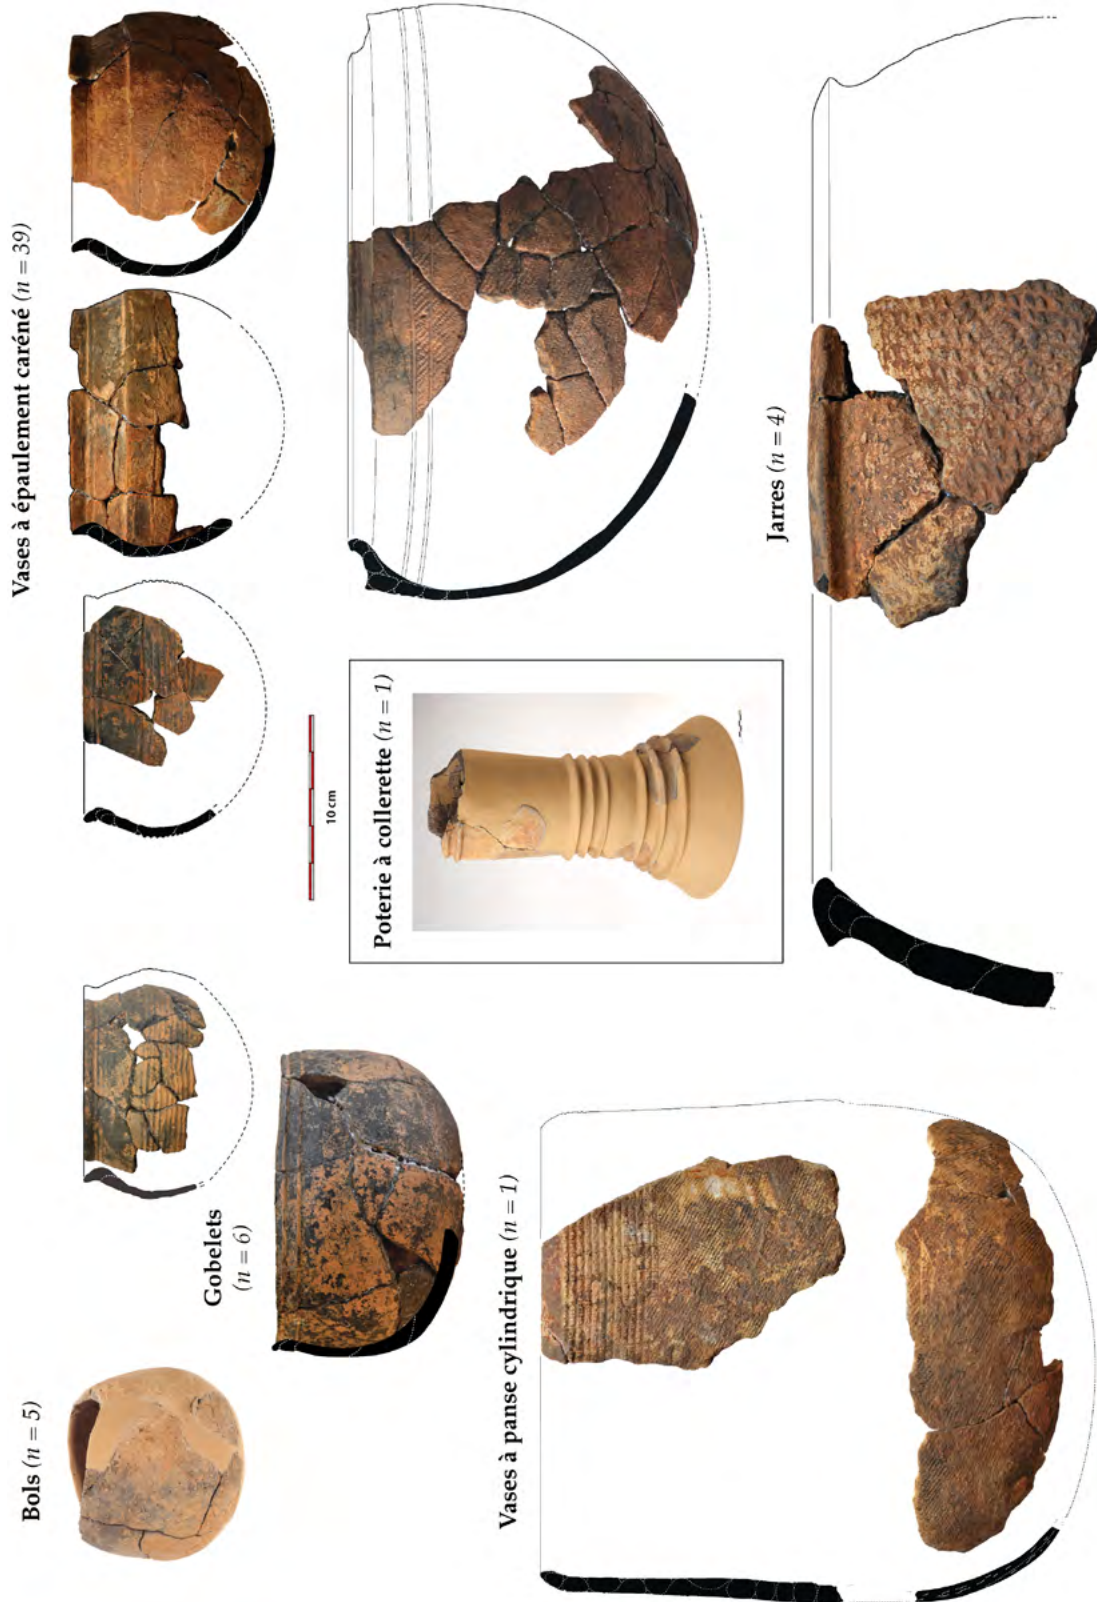 Bols (n = 5)
Gobelets
(n = 6)
Vases à épaulement caréné (n = 39)
Vases à panse cylindrique (n = 1)
10 cm
Poterie à collerette (n = 1)
Jarres (n = 4)